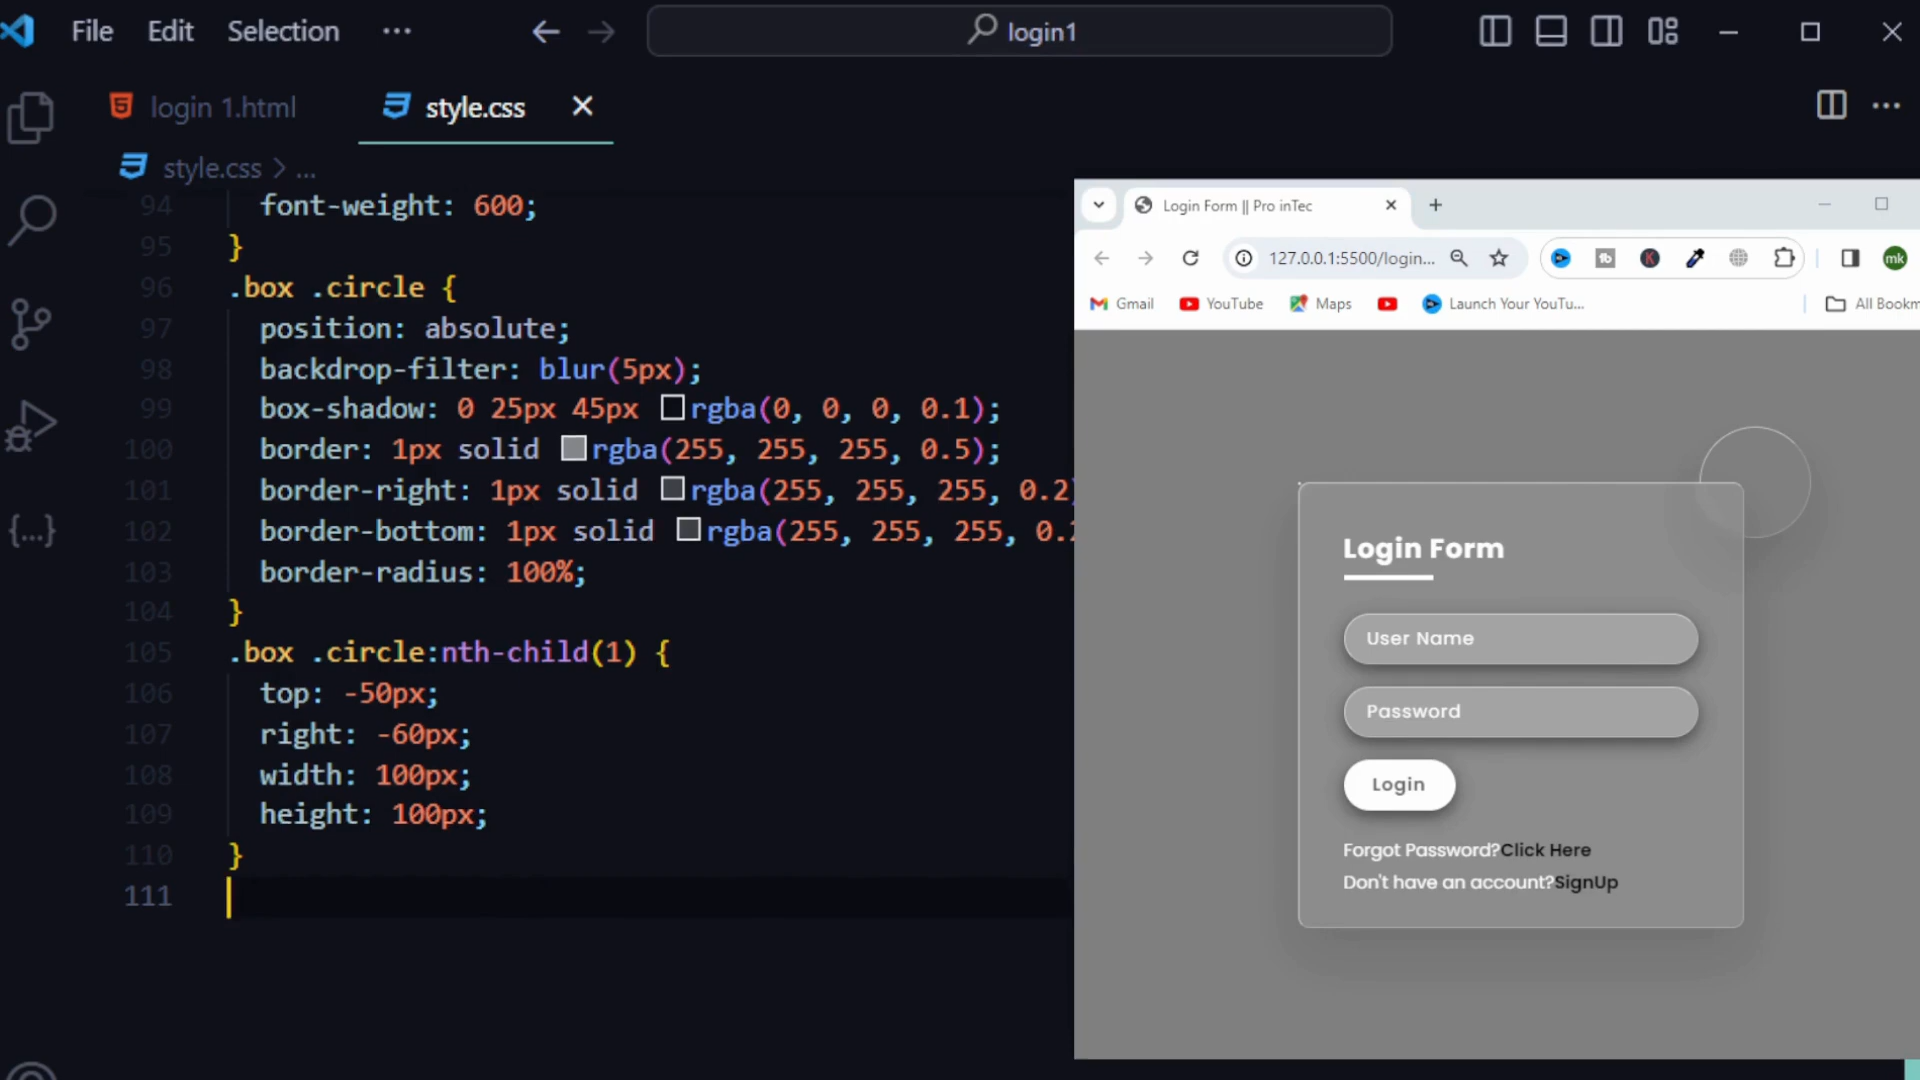 File Edit Selection ...
login1
login 1.html
style.css
style.css > ...
94 font-weight: 600;
95 }
96 .box .circle {
97 position: absolute;
98 backdrop-filter: blur(5px);
99 box-shadow: 0 25px 45px rgba(0, 0, 0, 0.1);
100 border: 1px solid rgba(255, 255, 255, 0.5);
101 border-right: 1px solid rgba(255, 255, 255, 0.2)
102 border-bottom: 1px solid rgba(255, 255, 255, 0.2
103 border-radius: 100%;
104 }
105 .box .circle:nth-child(1) {
106 top: -50px;
107 right: -60px;
108 width: 100px;
109 height: 100px;
110 }
111
Login Form || Pro inTec
127.0.0.1:5500/login...
mk
Gmail YouTube Maps Launch Your YouTu... All Bookm
Login Form
User Name
Password
Login
Forgot Password?Click Here
Don't have an account?SignUp